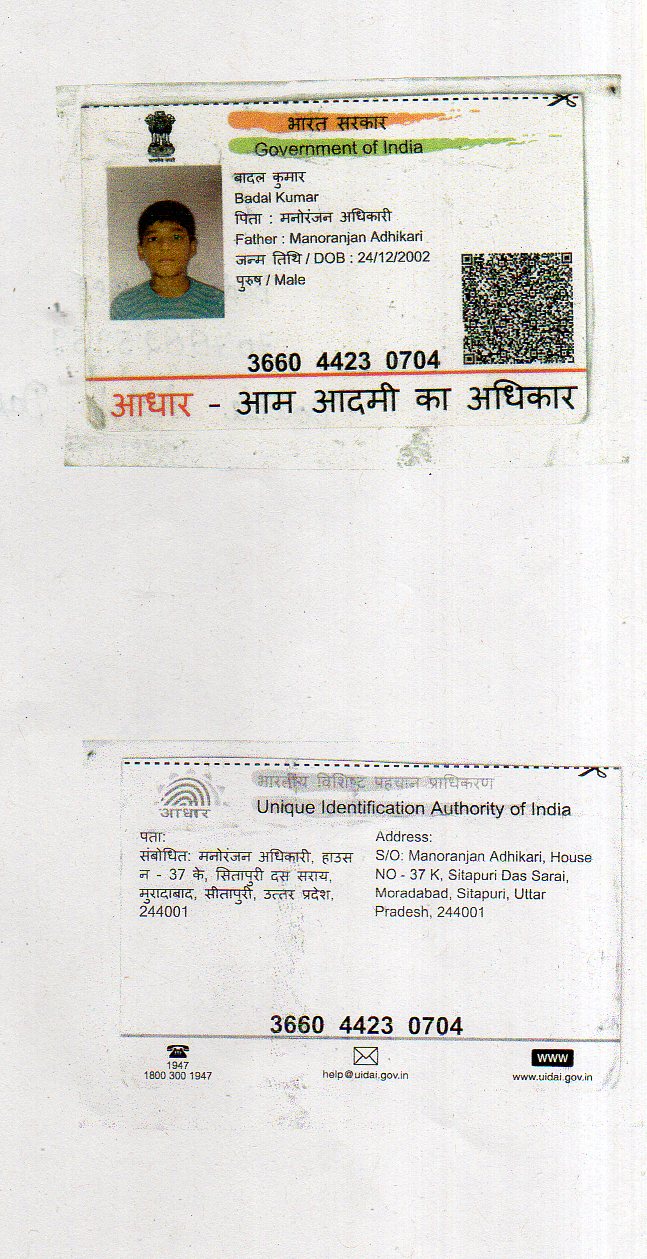 भारत सरकार
Government of India
बादल कुमार
Badal Kumar
पिता : मनोरंजन अधिकारी
Father : Manoranjan Adhikari
जन्म तिथि / DOB : 24/12/2002
पुरुष / Male
3660 4423 0704
आधार - आम आदमी का अधिकार
भारतीय विशिष्ट पहचान प्राधिकरण
Unique Identification Authority of India
आधार
पता:
संबोधित: मनोरंजन अधिकारी, हाउस
न - 37 के, सितापुरी दस सराय,
मुरादाबाद, सीतापुरी, उत्तर प्रदेश,
244001
Address:
S/O: Manoranjan Adhikari, House
NO - 37 K, Sitapuri Das Sarai,
Moradabad, Sitapuri, Uttar
Pradesh, 244001
3660 4423 0704
1947
1800 300 1947
help@uidai.gov.in
www
www.uidai.gov.in